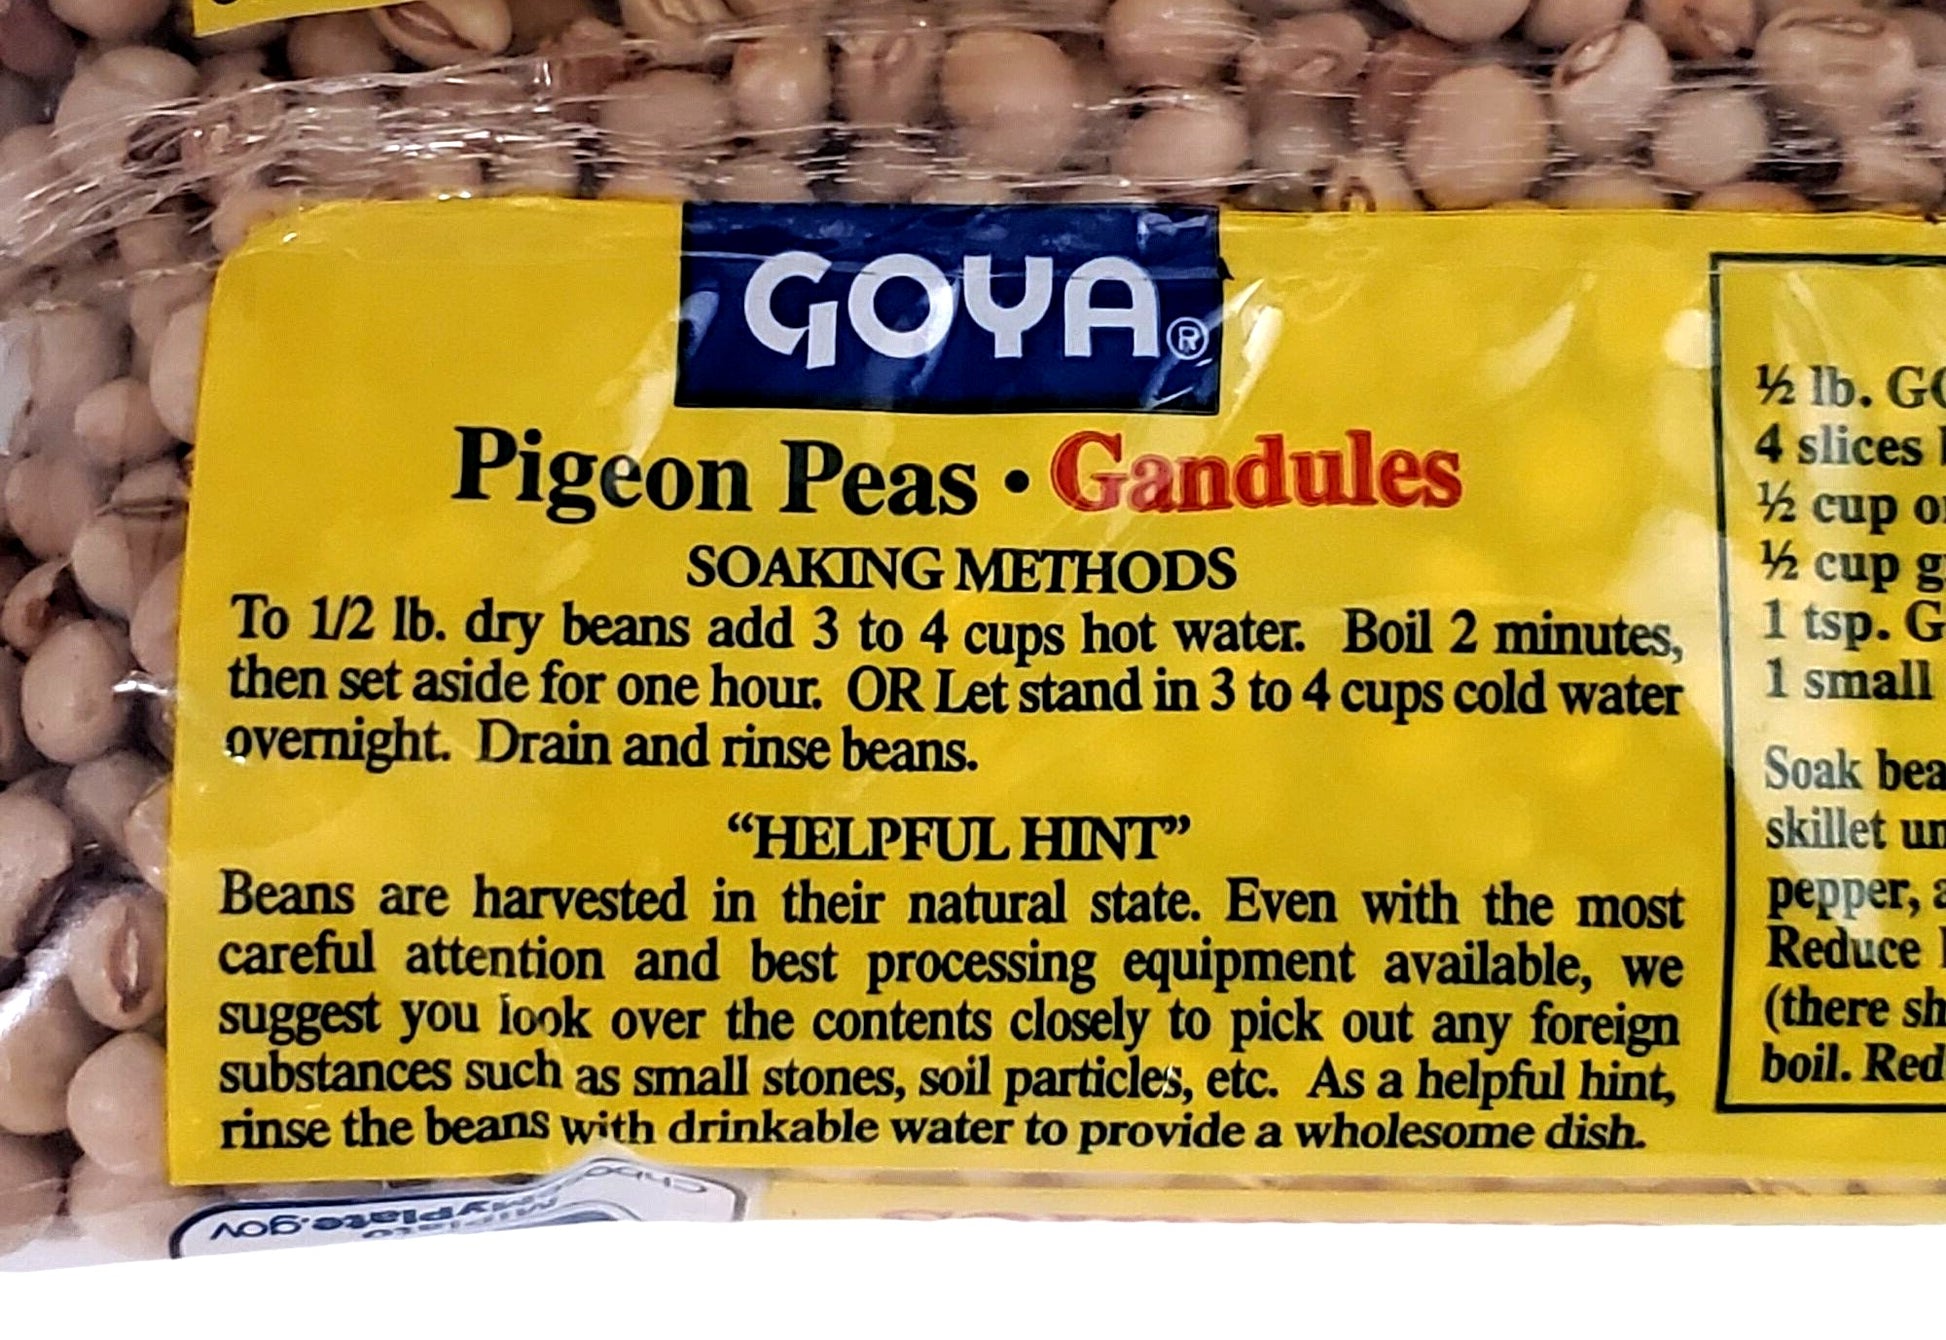 GOYA®
Pigeon Peas • Gandules
SOAKING METHODS
To 1/2 lb. dry beans add 3 to 4 cups hot water. Boil 2 minutes,
then set aside for one hour. OR Let stand in 3 to 4 cups cold water
overnight. Drain and rinse beans.
“HELPFUL HINT”
Beans are harvested in their natural state. Even with the most
careful attention and best processing equipment available, we
suggest you look over the contents closely to pick out any foreign
substances such as small stones, soil particles, etc. As a helpful hint,
rinse the beans with drinkable water to provide a wholesome dish.
½ lb.
4 slices
½ cup
½ cup
1 tsp.
1 small
Soak
skillet
pepper,
Reduce
(there
boil.
MyPlate.gov